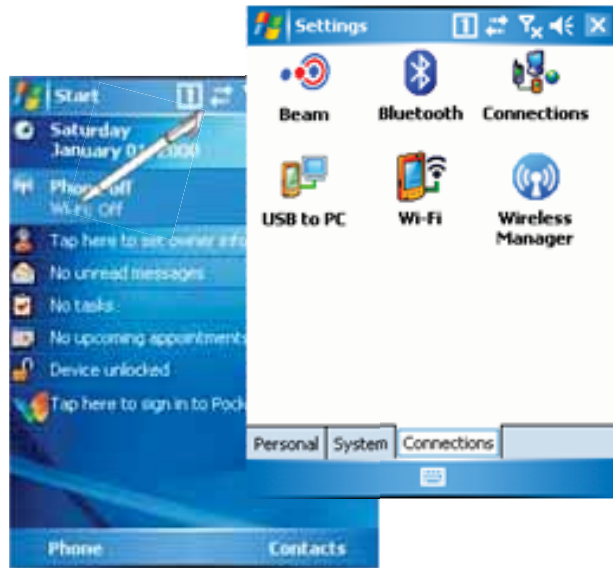 Settings
Beam
Bluetooth
Connections
USB to PC
Wi-Fi
Wireless
Manager
Personal
System
Connections
Start
1
1
Saturday
January 01, 2000
Phone off
Wi-Fi: Off
Tap here to set owner info
No unread messages
No tasks
No upcoming appointments
Device unlocked
Tap here to sign in to Pock
Phone
Contacts